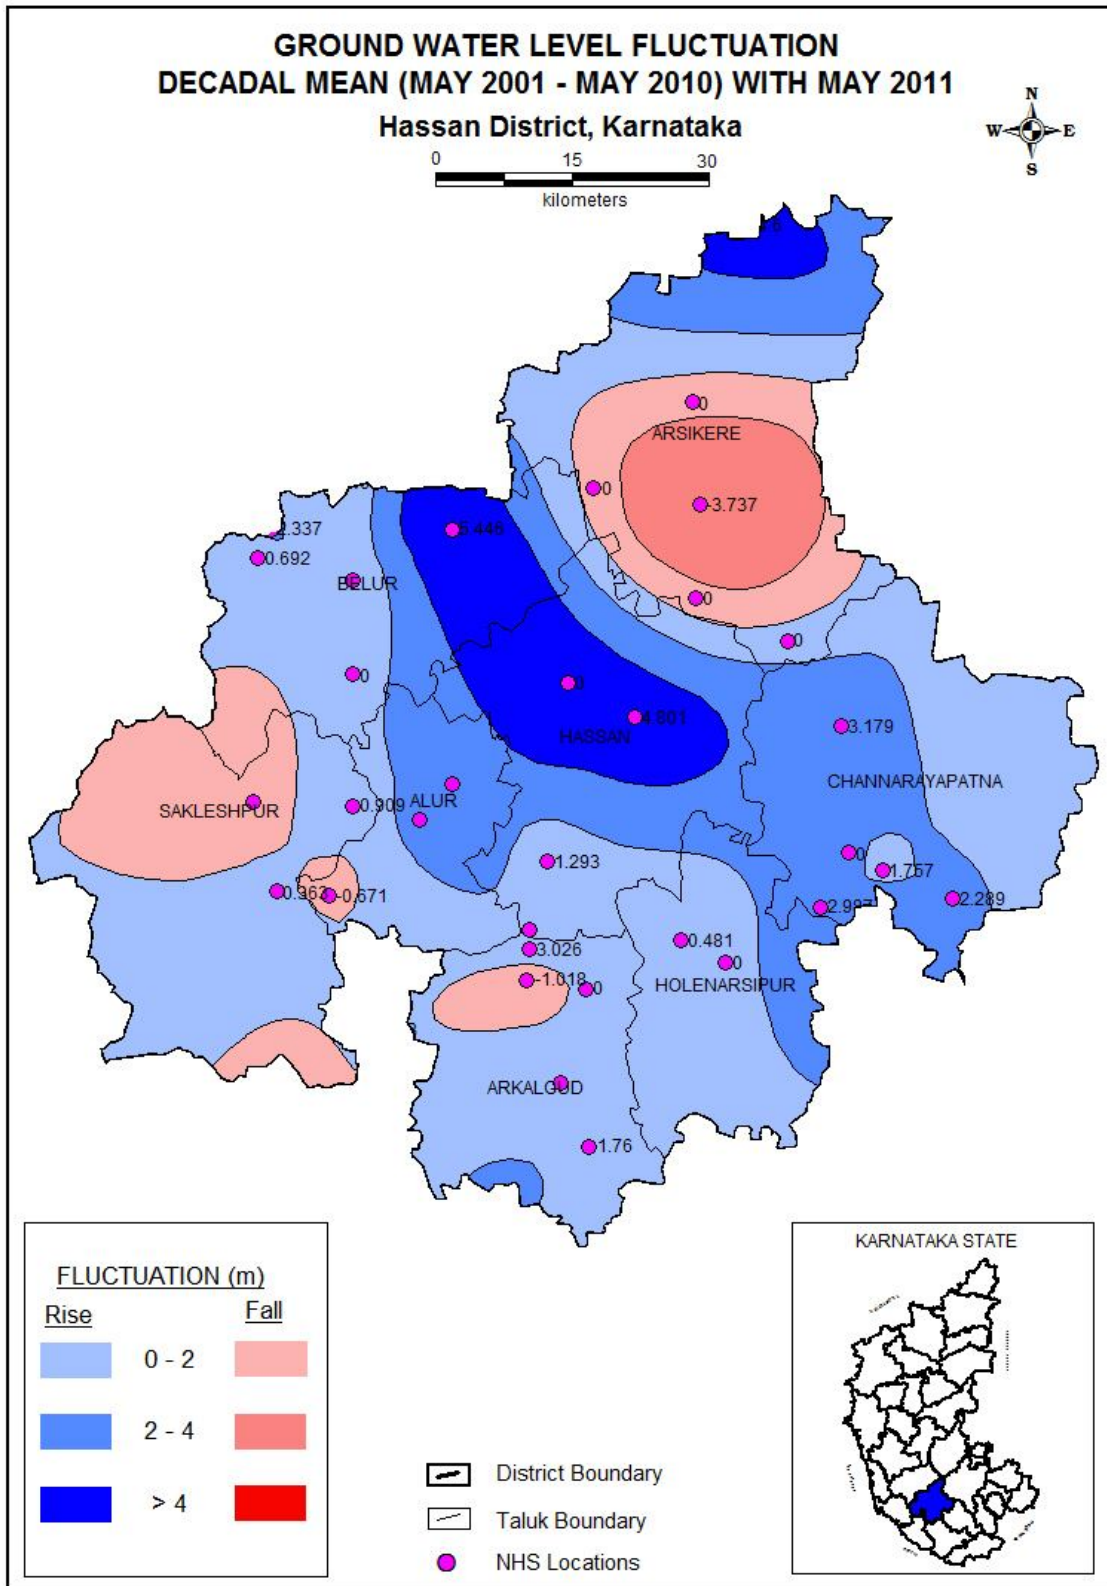 GROUND WATER LEVEL FLUCTUATION
DECADAL MEAN (MAY 2001 - MAY 2010) WITH MAY 2011
Hassan District, Karnataka
N
W E
S
0 15 30
kilometers
0
ARSIKERE
0
-3.737
5.446
2.337
0.692
BELUR
0
0
0
0
4.801
HASSAN
3.179
CHANNARAYAPATNA
SAKLESHPUR
0.909
ALUR
1.293
0
1.757
0.363
-0.671
2.289
0.481
3.026
0
-1.018
0
HOLENARSIPUR
ARKALGUD
1.76
FLUCTUATION (m)
Rise Fall
0 - 2
2 - 4
> 4
District Boundary
Taluk Boundary
NHS Locations
KARNATAKA STATE